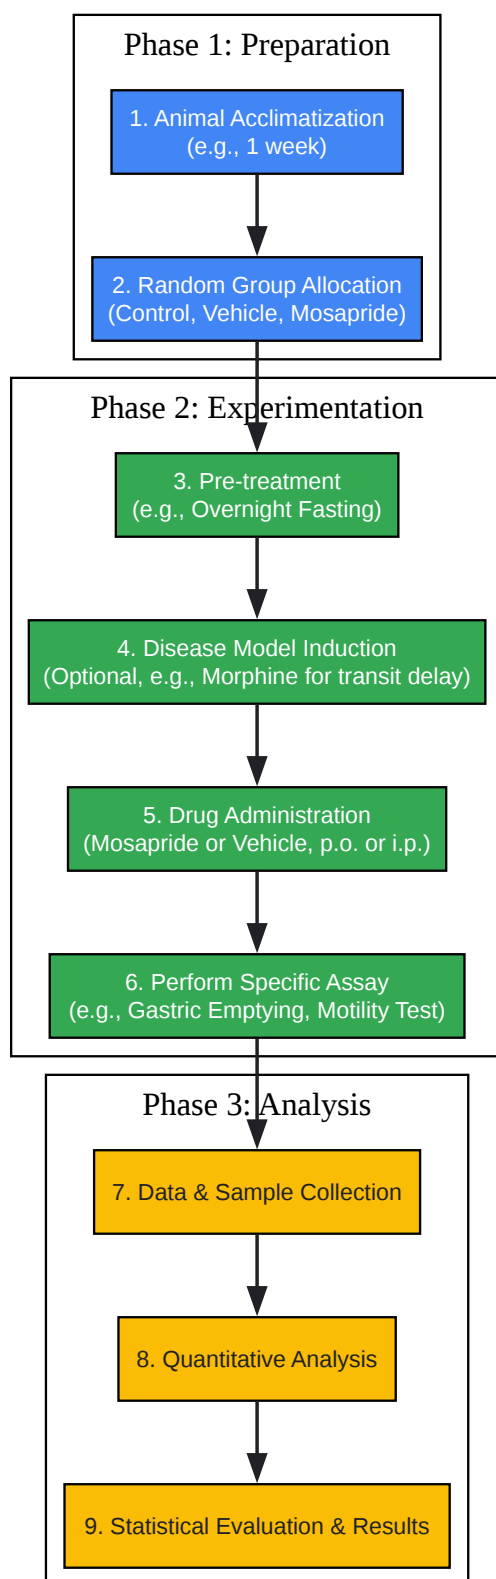 Phase 1: Preparation
1. Animal Acclimatization
(e.g., 1 week)
2. Random Group Allocation
(Control, Vehicle, Mosapride)
Phase 2: Experimentation
3. Pre-treatment
(e.g., Overnight Fasting)
4. Disease Model Induction
(Optional, e.g., Morphine for transit delay)
5. Drug Administration
(Mosapride or Vehicle, p.o. or i.p.)
6. Perform Specific Assay
(e.g., Gastric Emptying, Motility Test)
Phase 3: Analysis
7. Data & Sample Collection
8. Quantitative Analysis
9. Statistical Evaluation & Results